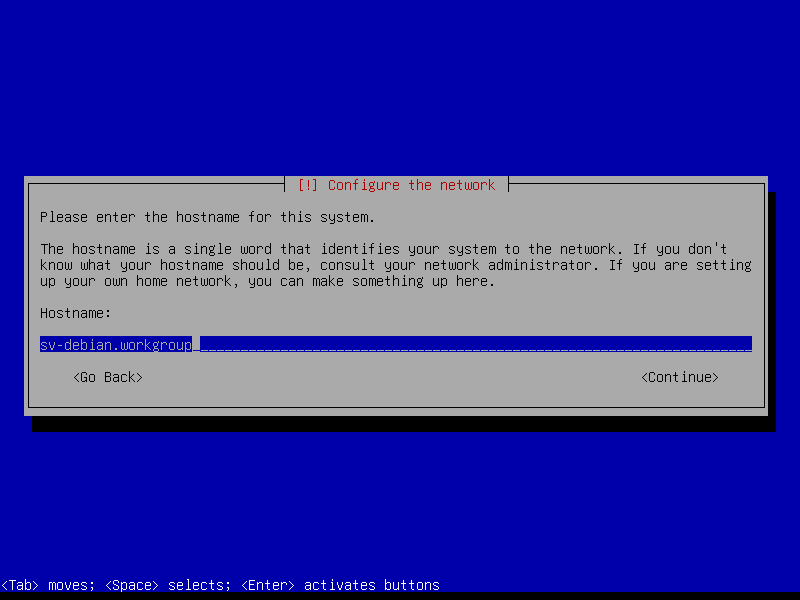 [!] Configure the network
Please enter the hostname for this system.
The hostname is a single word that identifies your system to the network. If you don't
know what your hostname should be, consult your network administrator. If you are setting
up your own home network, you can make something up here.
Hostname:
sv-debian.workgroup
<Go Back> <Continue>
<Tab> moves; <Space> selects; <Enter> activates buttons